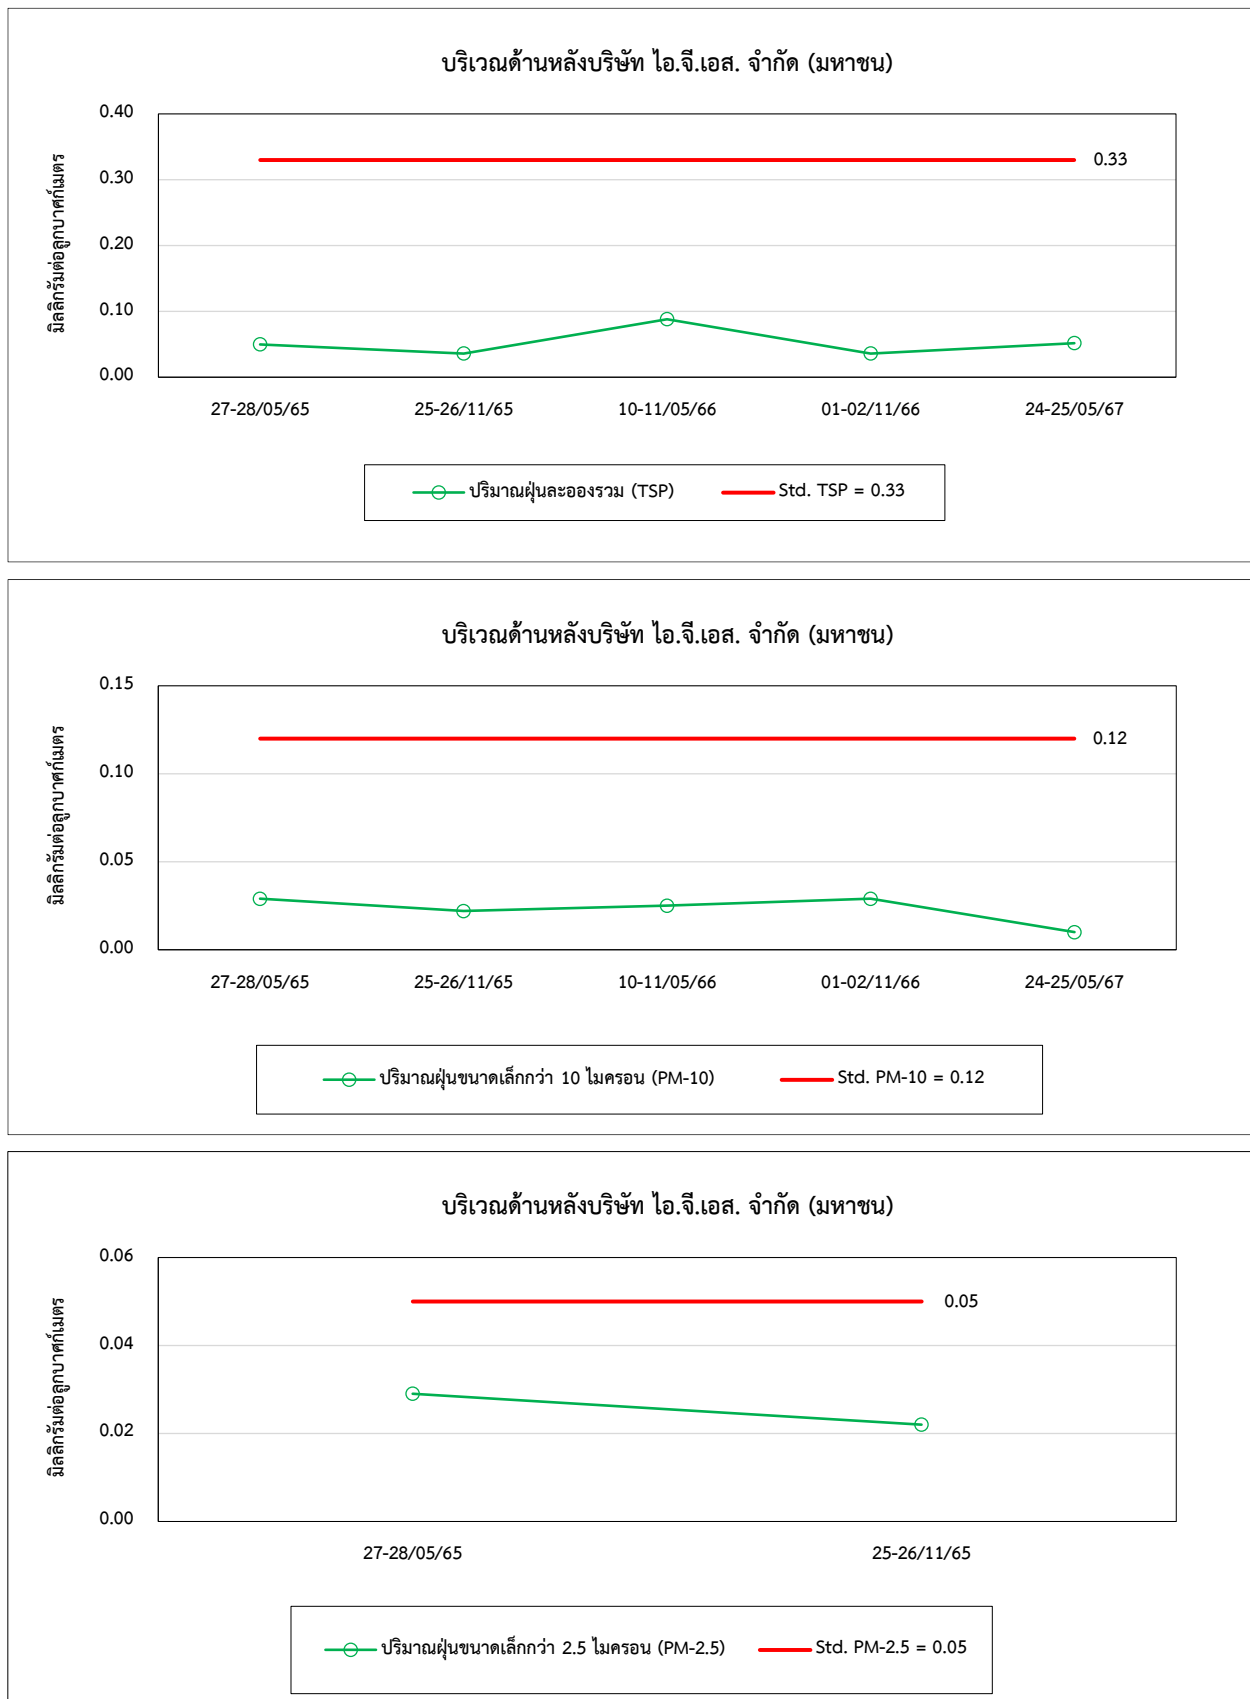 บริเวณด้านหลังบริษัท ไอ.จี.เอส. จำกัด (มหาชน)
มิลลิกรัมต่อลูกบาศก์เมตร
0.40
0.30
0.20
0.10
0.00
0.33
27-28/05/65 25-26/11/65 10-11/05/66 01-02/11/66 24-25/05/67
ปริมาณฝุ่นละอองรวม (TSP) Std. TSP = 0.33
บริเวณด้านหลังบริษัท ไอ.จี.เอส. จำกัด (มหาชน)
มิลลิกรัมต่อลูกบาศก์เมตร
0.15
0.10
0.05
0.00
0.12
27-28/05/65 25-26/11/65 10-11/05/66 01-02/11/66 24-25/05/67
ปริมาณฝุ่นขนาดเล็กกว่า 10 ไมครอน (PM-10) Std. PM-10 = 0.12
บริเวณด้านหลังบริษัท ไอ.จี.เอส. จำกัด (มหาชน)
มิลลิกรัมต่อลูกบาศก์เมตร
0.06
0.04
0.02
0.00
0.05
27-28/05/65 25-26/11/65
ปริมาณฝุ่นขนาดเล็กกว่า 2.5 ไมครอน (PM-2.5) Std. PM-2.5 = 0.05